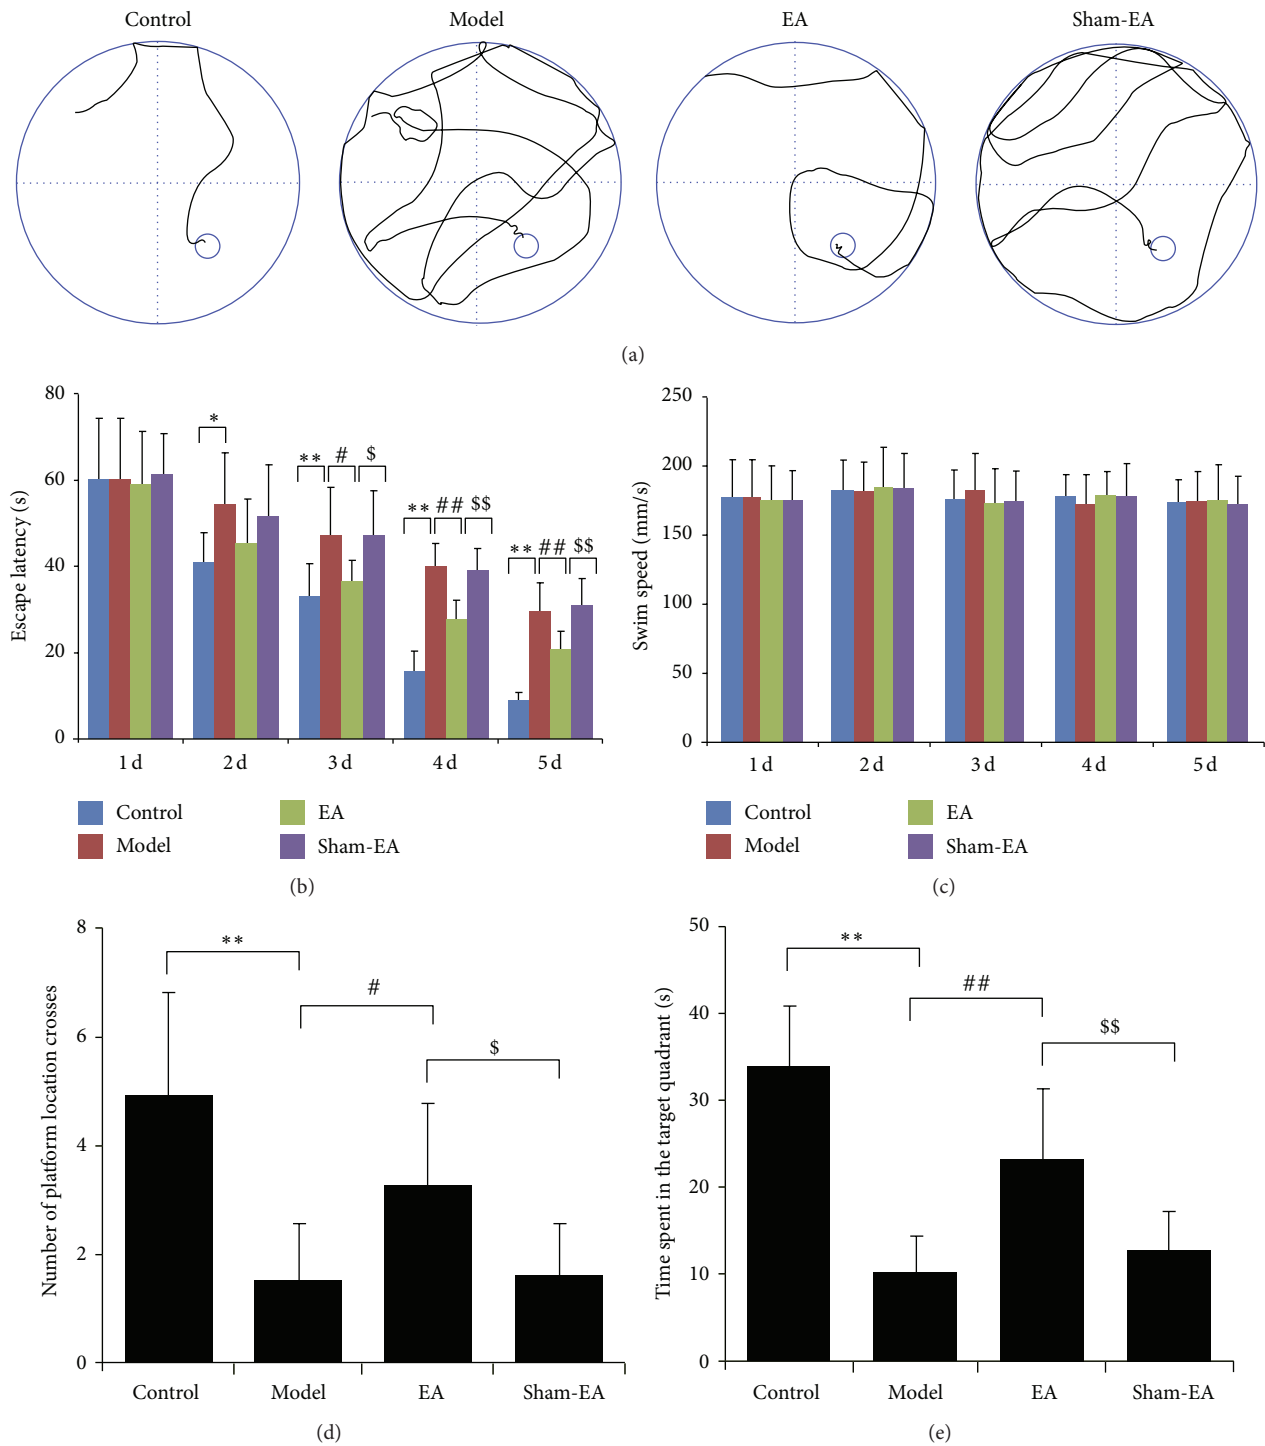 Control Model EA Sham-EA
(a)
Escape latency (s)
80
60
40
20
0
*
** # $
** ## $$
** ## $$
1 d 2 d 3 d 4 d 5 d
Control EA
Model Sham-EA
(b)
Swim speed (mm/s)
250
200
150
100
50
0
1 d 2 d 3 d 4 d 5 d
Control EA
Model Sham-EA
(c)
Number of platform location crosses
8
6
4
2
0
**
#
$
Control Model EA Sham-EA
(d)
Time spent in the target quadrant (s)
50
40
30
20
10
0
**
##
$$
Control Model EA Sham-EA
(e)